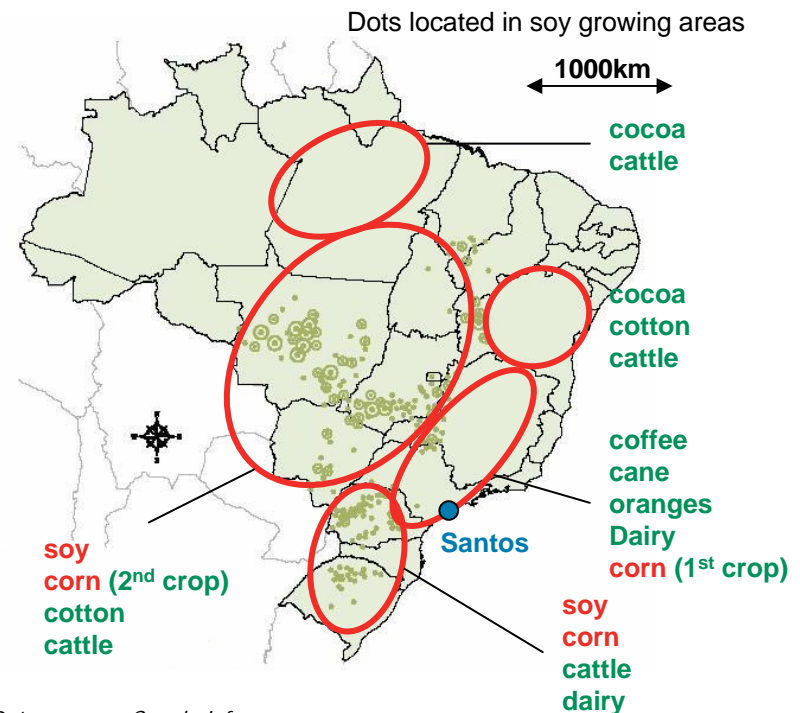 Dots located in soy growing areas
1000km
cocoa
cattle
cocoa
cotton
cattle
coffee
cane
oranges
Dairy
corn (1st crop)
Santos
soy
corn (2nd crop)
cotton
cattle
soy
corn
cattle
dairy